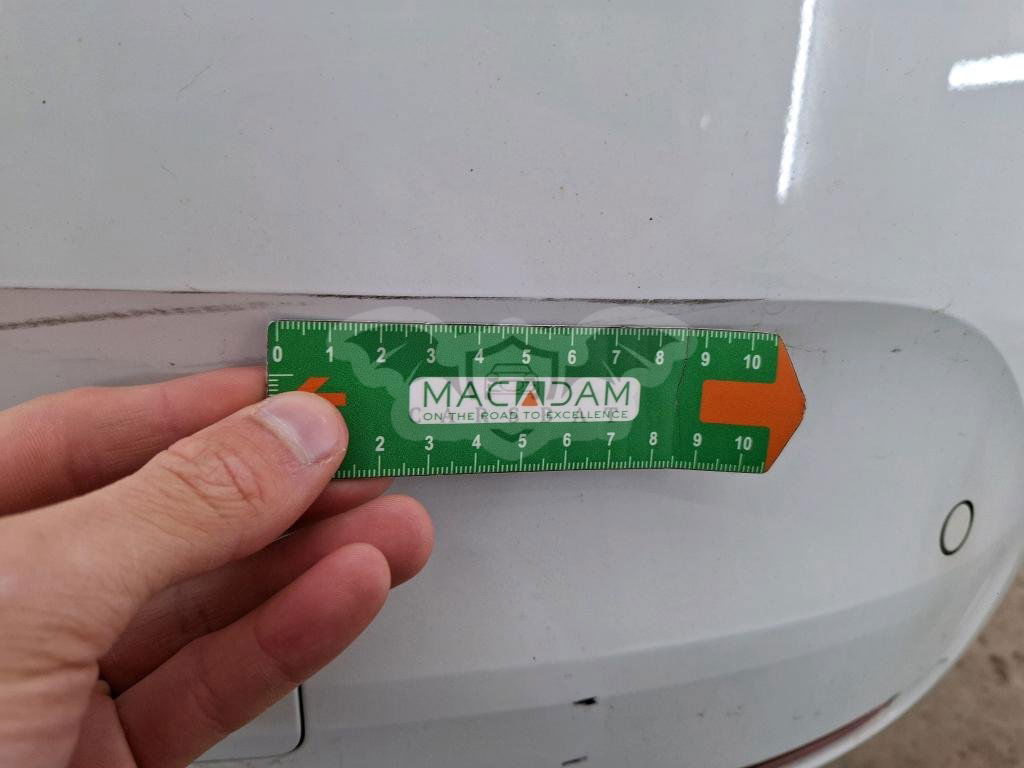 0 1 2 3 4 5 6 7 8 9 10
MACADAM
ON THE ROAD TO EXCELLENCE
2 3 4 5 6 7 8 9 10